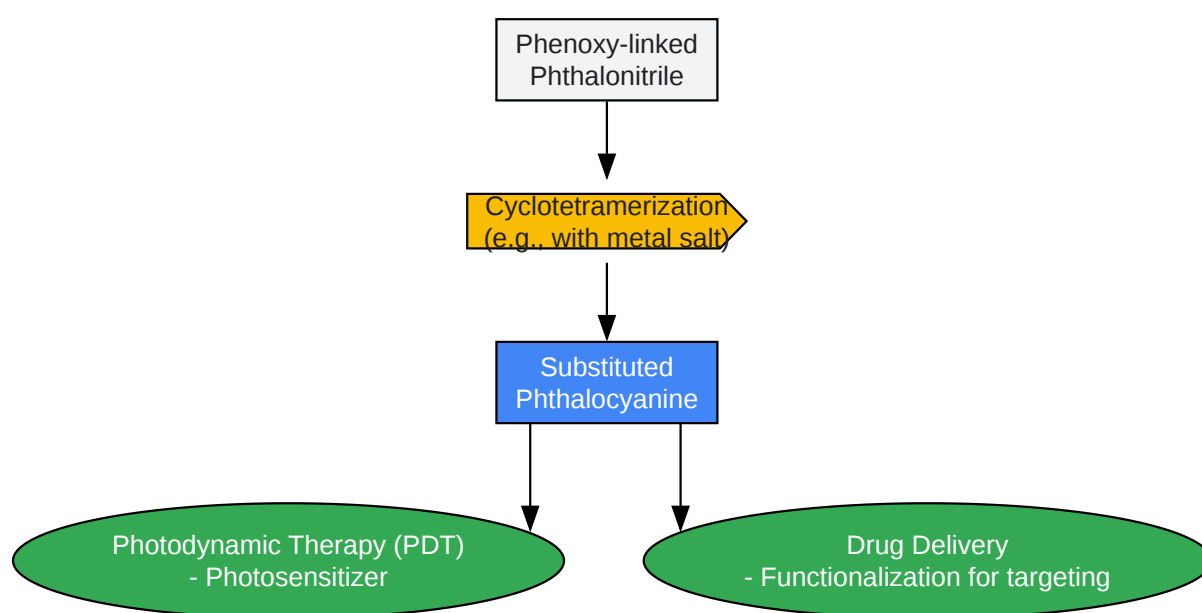 Phenoxy-linked
Phthalonitrile
Cyclotetramerization
(e.g., with metal salt)
Substituted
Phthalocyanine
Photodynamic Therapy (PDT)
- Photosensitizer
Drug Delivery
- Functionalization for targeting